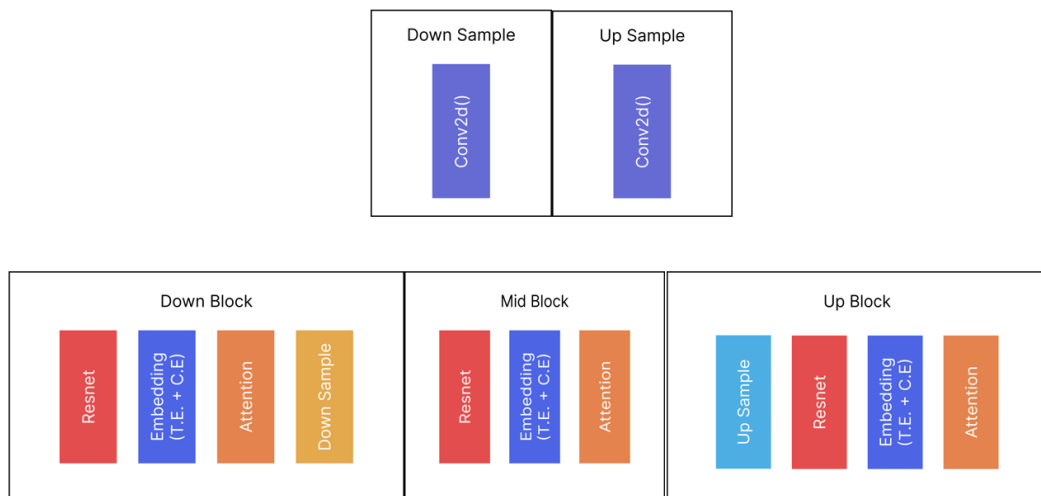 Down Sample
Conv2d()
Up Sample
Conv2d()
Down Block
Resnet
Embedding
(T.E. + C.E)
Attention
Down Sample
Mid Block
Resnet
Embedding
(T.E. + C.E)
Attention
Up Block
Up Sample
Resnet
Embedding
(T.E. + C.E)
Attention